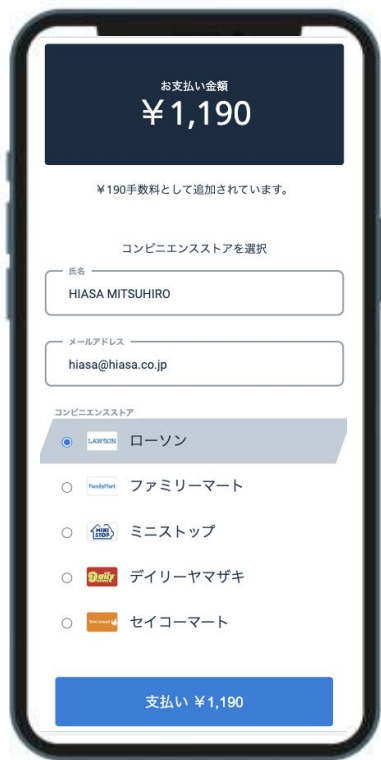 お支払い金額
¥1,190
¥190手数料として追加されています。
コンビニエンスストアを選択
氏名
HIASA MITSUHIRO
メールアドレス
hiasa@hiasa.co.jp
コンビニエンスストア
LAWSON ローソン
FamilyMart ファミリーマート
MINI STOP ミニストップ
Daily デイリーヤマザキ
セイコーマート
支払い ¥1,190